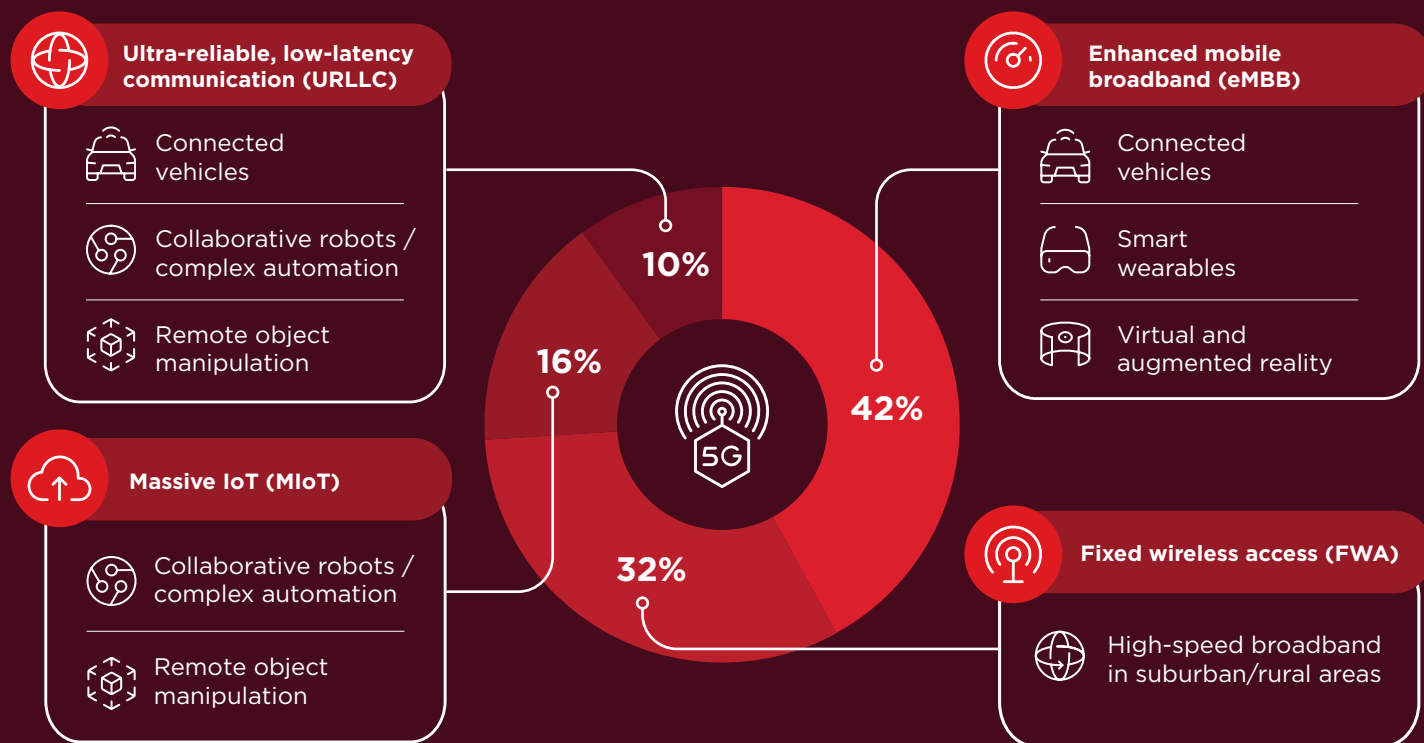 Ultra-reliable, low-latency
communication (URLLC)
Connected
vehicles
Collaborative robots /
complex automation
Remote object
manipulation
Massive IoT (MIoT)
Collaborative robots /
complex automation
Remote object
manipulation
10%
16%
42%
32%
5G
Enhanced mobile
broadband (eMBB)
Connected
vehicles
Smart
wearables
Virtual and
augmented reality
Fixed wireless access (FWA)
High-speed broadband
in suburban/rural areas